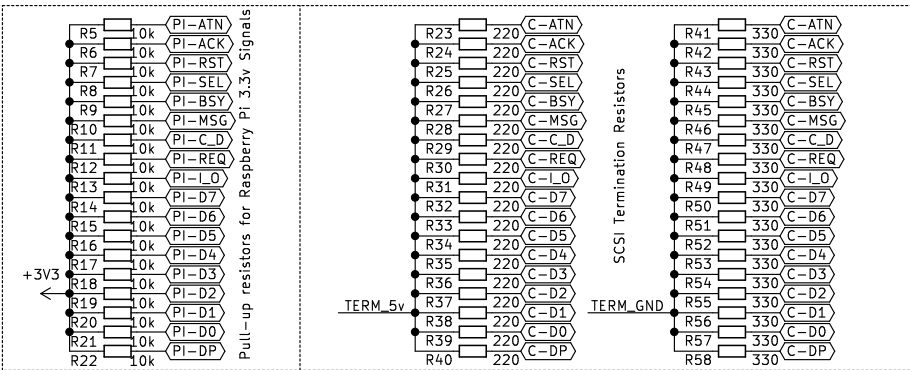 R5 10k PI-ATN
R6 10k PI-ACK
R7 10k PI-RST
R8 10k PI-SEL
R9 10k PI-BSY
R10 10k PI-MSG
R11 10k PI-C_D
R12 10k PI-REQ
R13 10k PI-I_O
R14 10k PI-D7
R15 10k PI-D6
R16 10k PI-D5
R17 10k PI-D4
R18 10k PI-D3
R19 10k PI-D2
R20 10k PI-D1
R21 10k PI-D0
R22 10k PI-DP
+3V3
Pull-up resistors for Raspberry Pi 3.3v Signals
R23 220 C-ATN
R24 220 C-ACK
R25 220 C-RST
R26 220 C-SEL
R27 220 C-BSY
R28 220 C-MSG
R29 220 C-C_D
R30 220 C-REQ
R31 220 C-I_O
R32 220 C-D7
R33 220 C-D6
R34 220 C-D5
R35 220 C-D4
R36 220 C-D3
R37 220 C-D2
R38 220 C-D1
R39 220 C-D0
R40 220 C-DP
TERM_5v
SCSI Termination Resistors
R41 330 C-ATN
R42 330 C-ACK
R43 330 C-RST
R44 330 C-SEL
R45 330 C-BSY
R46 330 C-MSG
R47 330 C-C_D
R48 330 C-REQ
R49 330 C-I_O
R50 330 C-D7
R51 330 C-D6
R52 330 C-D5
R53 330 C-D4
R54 330 C-D3
R55 330 C-D2
R56 330 C-D1
R57 330 C-D0
R58 330 C-DP
TERM_GND